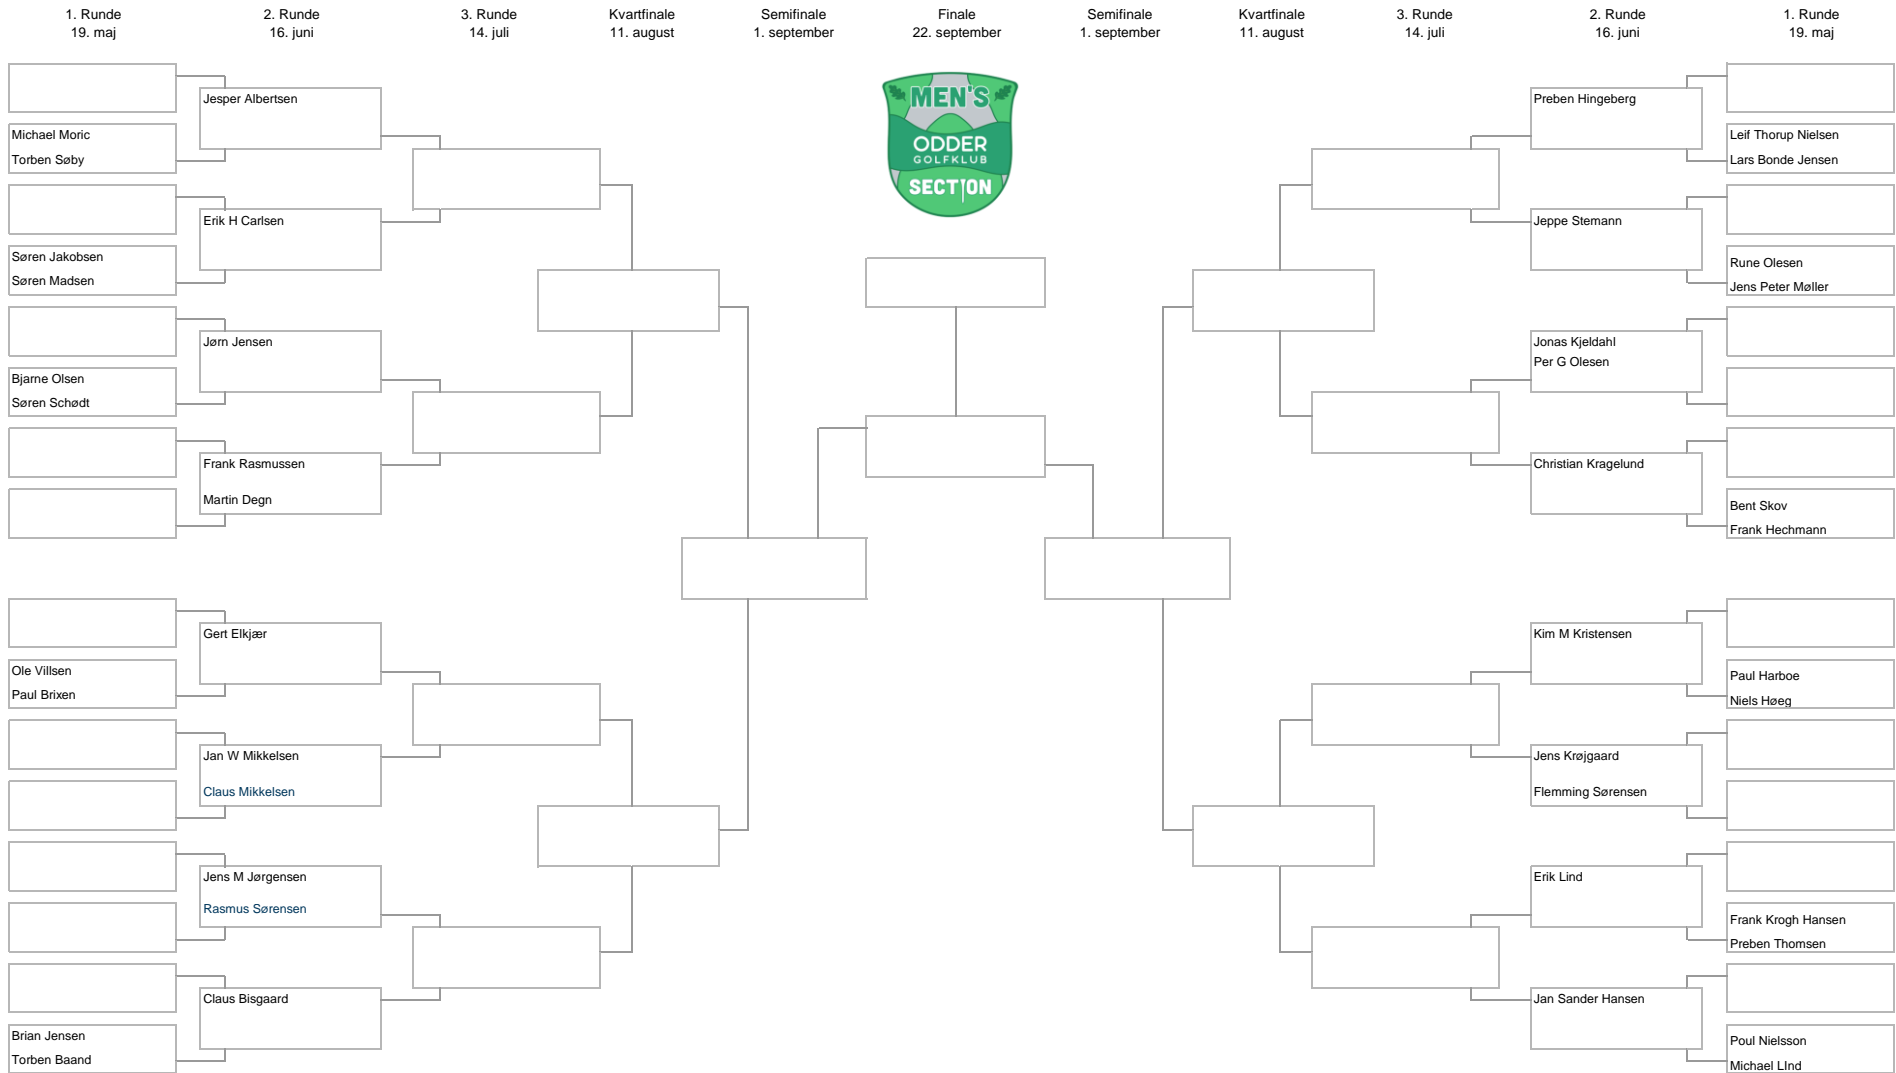 1. Runde
19. maj
2. Runde
16. juni
3. Runde
14. juli
Kvartfinale
11. august
Semifinale
1. september
Finale
22. september
Semifinale
1. september
Kvartfinale
11. august
3. Runde
14. juli
2. Runde
16. juni
1. Runde
19. maj
Michael Moric
Torben Søby
Søren Jakobsen
Søren Madsen
Bjarne Olsen
Søren Schødt
Ole Villsen
Paul Brixen
Brian Jensen
Torben Baand
Jesper Albertsen
Erik H Carlsen
Jørn Jensen
Frank Rasmussen
Martin Degn
Gert Elkjær
Jan W Mikkelsen
Claus Mikkelsen
Jens M Jørgensen
Rasmus Sørensen
Claus Bisgaard
MEN'S
ODDER
GOLFKLUB
SECTION
Preben Hingeberg
Jeppe Stemann
Jonas Kjeldahl
Per G Olesen
Christian Kragelund
Kim M Kristensen
Jens Krøjgaard
Flemming Sørensen
Erik Lind
Jan Sander Hansen
Leif Thorup Nielsen
Lars Bonde Jensen
Rune Olesen
Jens Peter Møller
Bent Skov
Frank Hechmann
Paul Harboe
Niels Høeg
Frank Krogh Hansen
Preben Thomsen
Poul Nielsson
Michael LInd